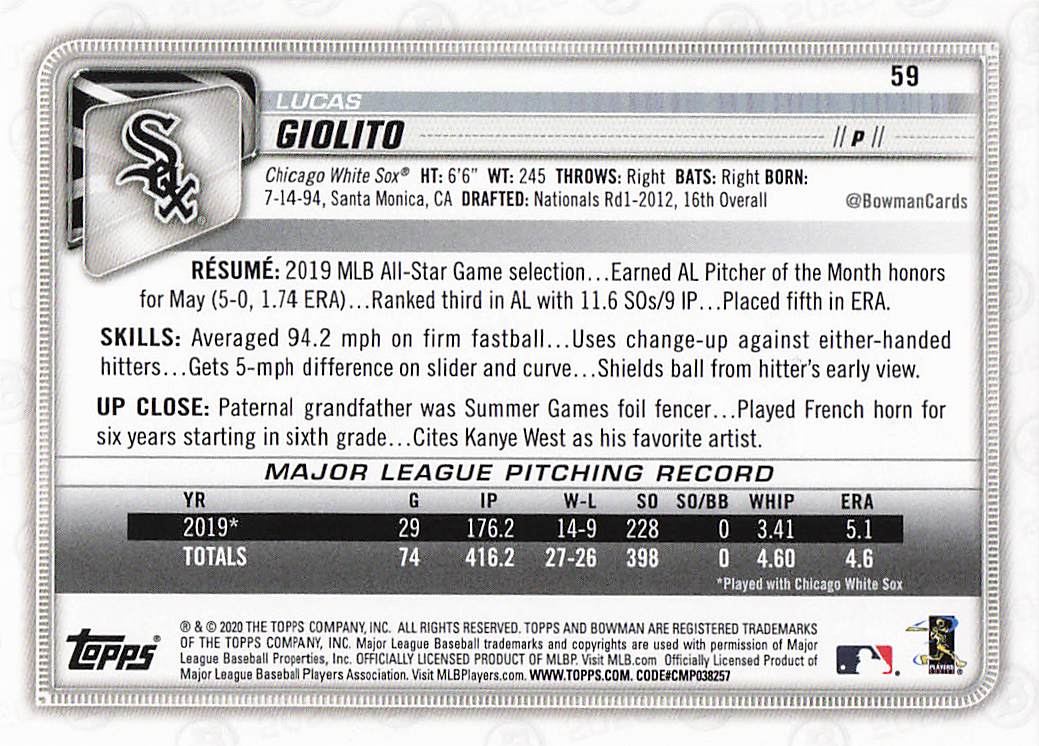 59
LUCAS
GIOLITO // P //
Sox
Chicago White Sox® HT: 6'6" WT: 245 THROWS: Right BATS: Right BORN:
7-14-94, Santa Monica, CA DRAFTED: Nationals Rd1-2012, 16th Overall @BowmanCards
RÉSUMÉ: 2019 MLB All-Star Game selection...Earned AL Pitcher of the Month honors
for May (5-0, 1.74 ERA)...Ranked third in AL with 11.6 SOs/9 IP...Placed fifth in ERA.
SKILLS: Averaged 94.2 mph on firm fastball...Uses change-up against either-handed
hitters...Gets 5-mph difference on slider and curve...Shields ball from hitter's early view.
UP CLOSE: Paternal grandfather was Summer Games foil fencer...Played French horn for
six years starting in sixth grade...Cites Kanye West as his favorite artist.
MAJOR LEAGUE PITCHING RECORD
YR G IP W-L SO SO/BB WHIP ERA
2019* 29 176.2 14-9 228 0 3.41 5.1
TOTALS 74 416.2 27-26 398 0 4.60 4.6
*Played with Chicago White Sox
TOPPS®
® & © 2020 THE TOPPS COMPANY, INC. ALL RIGHTS RESERVED. TOPPS AND BOWMAN ARE REGISTERED TRADEMARKS
OF THE TOPPS COMPANY, INC. Major League Baseball trademarks and copyrights are used with permission of Major
League Baseball Properties, Inc. OFFICIALLY LICENSED PRODUCT OF MLBP. Visit MLB.com Officially Licensed Product of
Major League Baseball Players Association. Visit MLBPlayers.com. WWW.TOPPS.COM. CODE#CMP038257